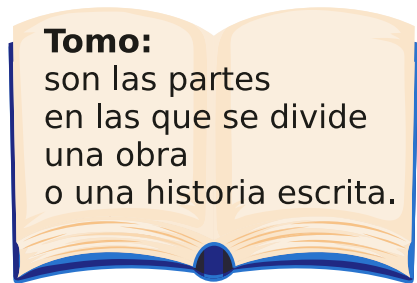 Tomo:
son las partes
en las que se divide
una obra
o una historia escrita.